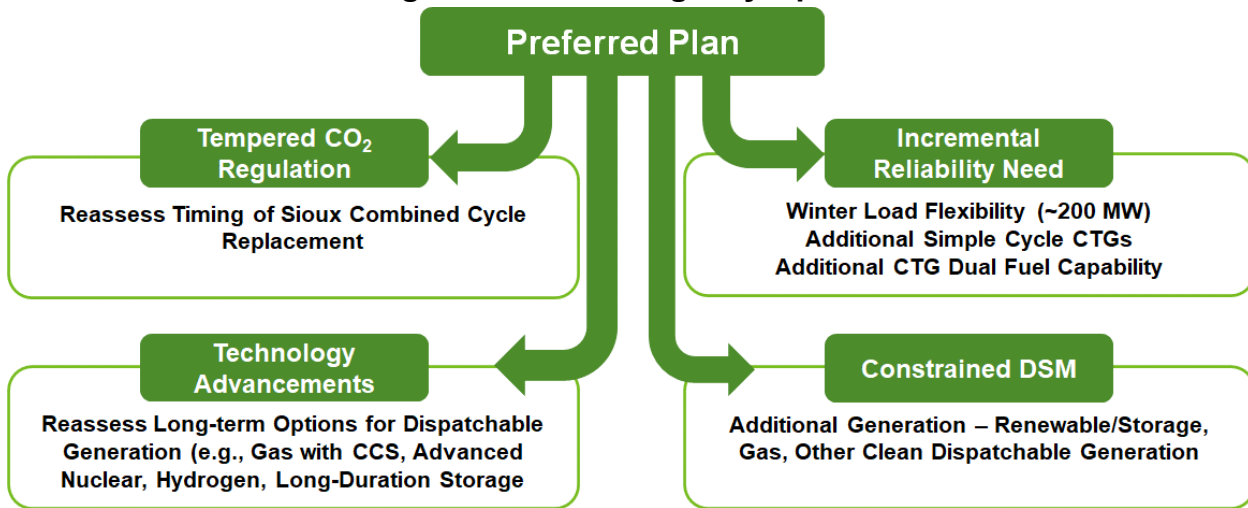 Preferred Plan
Tempered CO₂
Regulation
Reassess Timing of Sioux Combined Cycle
Replacement
Incremental
Reliability Need
Winter Load Flexibility (~200 MW)
Additional Simple Cycle CTGs
Additional CTG Dual Fuel Capability
Technology
Advancements
Reassess Long-term Options for Dispatchable
Generation (e.g., Gas with CCS, Advanced
Nuclear, Hydrogen, Long-Duration Storage
Constrained DSM
Additional Generation – Renewable/Storage,
Gas, Other Clean Dispatchable Generation